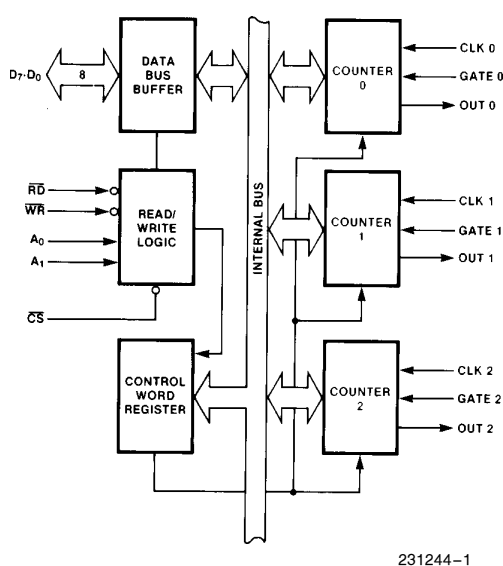 D7-D0
8
DATA
BUS
BUFFER
COUNTER
0
CLK 0
GATE 0
OUT 0
RD
WR
A0
A1
CS
READ/
WRITE
LOGIC
INTERNAL BUS
COUNTER
1
CLK 1
GATE 1
OUT 1
CONTROL
WORD
REGISTER
COUNTER
2
CLK 2
GATE 2
OUT 2
231244-1